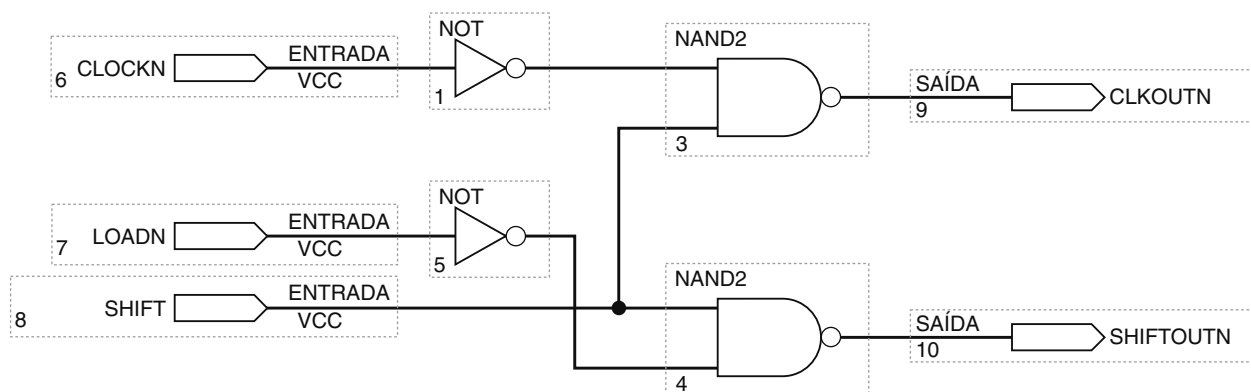 NOT
NAND2
6 CLOCKN ENTRADA
VCC
1
SAÍDA
9
CLKOUTN
3
NOT
7 LOADN ENTRADA
VCC
5
NAND2
8 SHIFT ENTRADA
VCC
SAÍDA
10
SHIFTOUTN
4